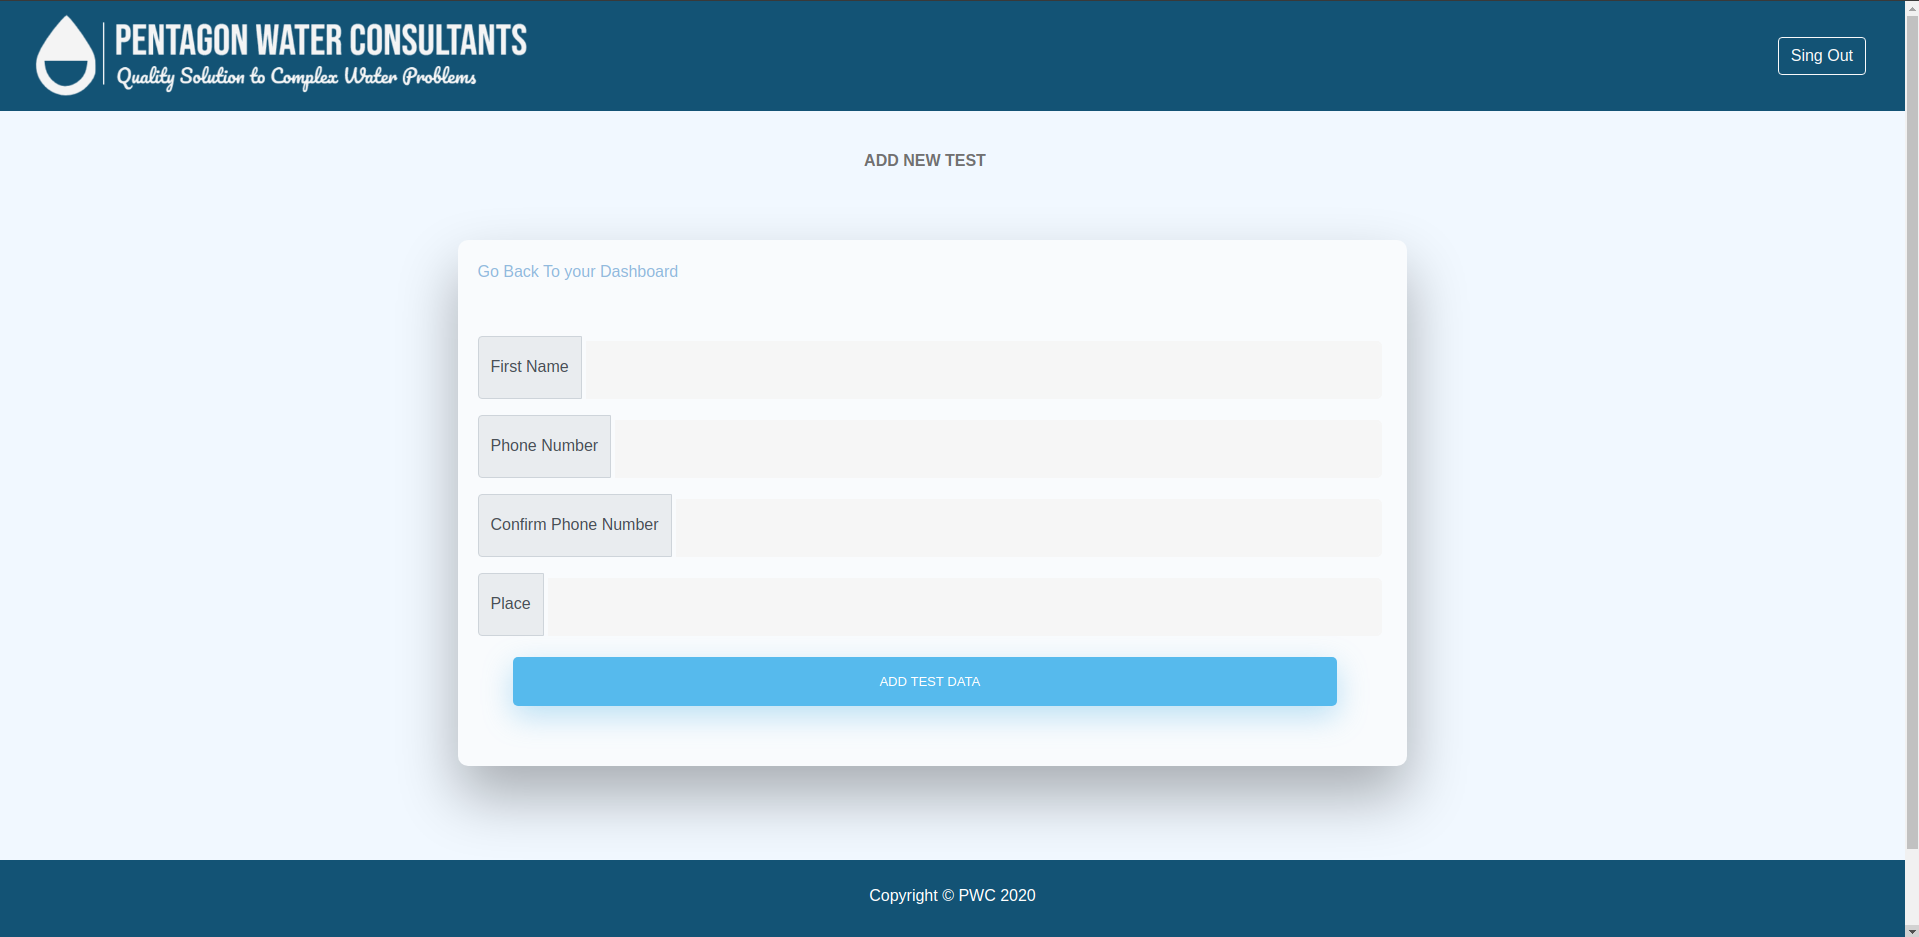 PENTAGON WATER CONSULTANTS
Quality Solution to Complex Water Problems
Sing Out
ADD NEW TEST
Go Back To your Dashboard
First Name
Phone Number
Confirm Phone Number
Place
ADD TEST DATA
Copyright © PWC 2020